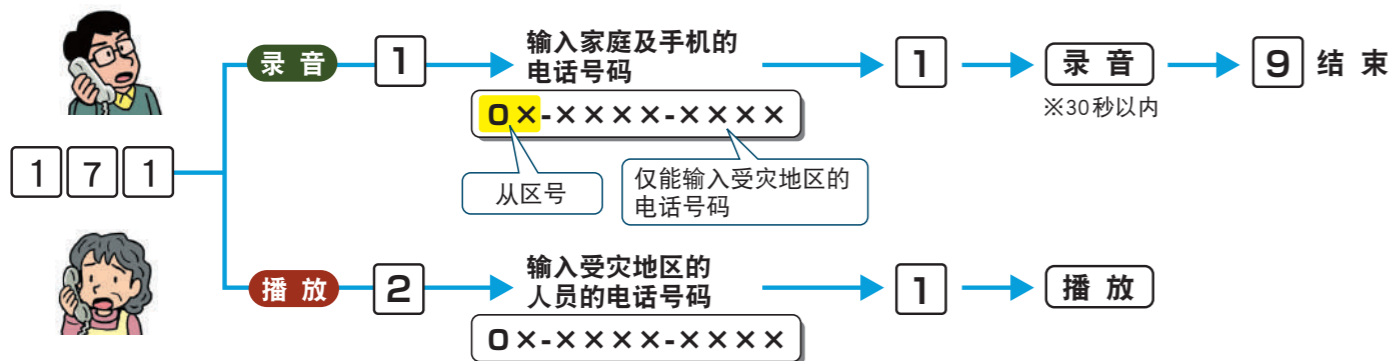 171
录音
1
输入家庭及手机的
电话号码
0×-××××-××××
从区号
仅能输入受灾地区的
电话号码
1
录音
※30秒以内
9 结束
播放
2
输入受灾地区的
人员的电话号码
0×-××××-××××
1
播放